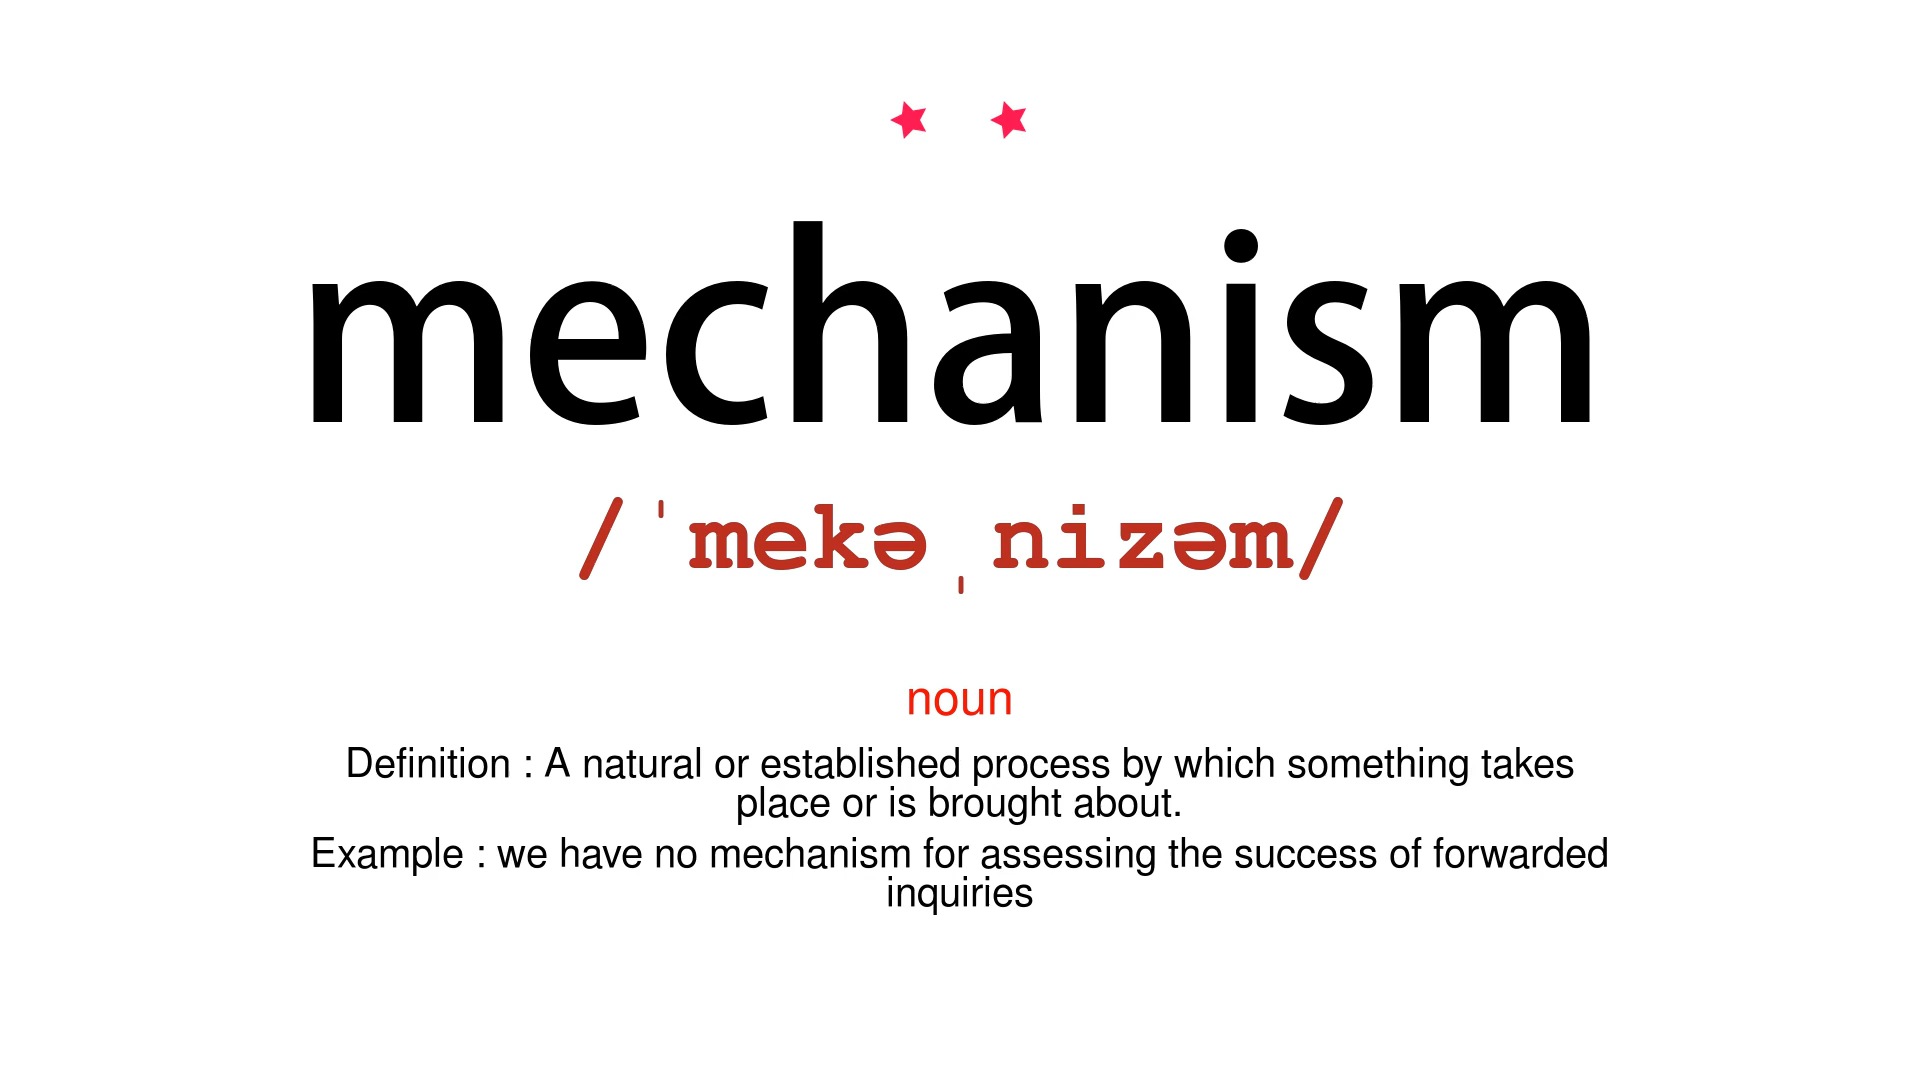 mechanism
/ˈmekəˌnizəm/
noun
Definition : A natural or established process by which something takes
place or is brought about.
Example : we have no mechanism for assessing the success of forwarded
inquiries